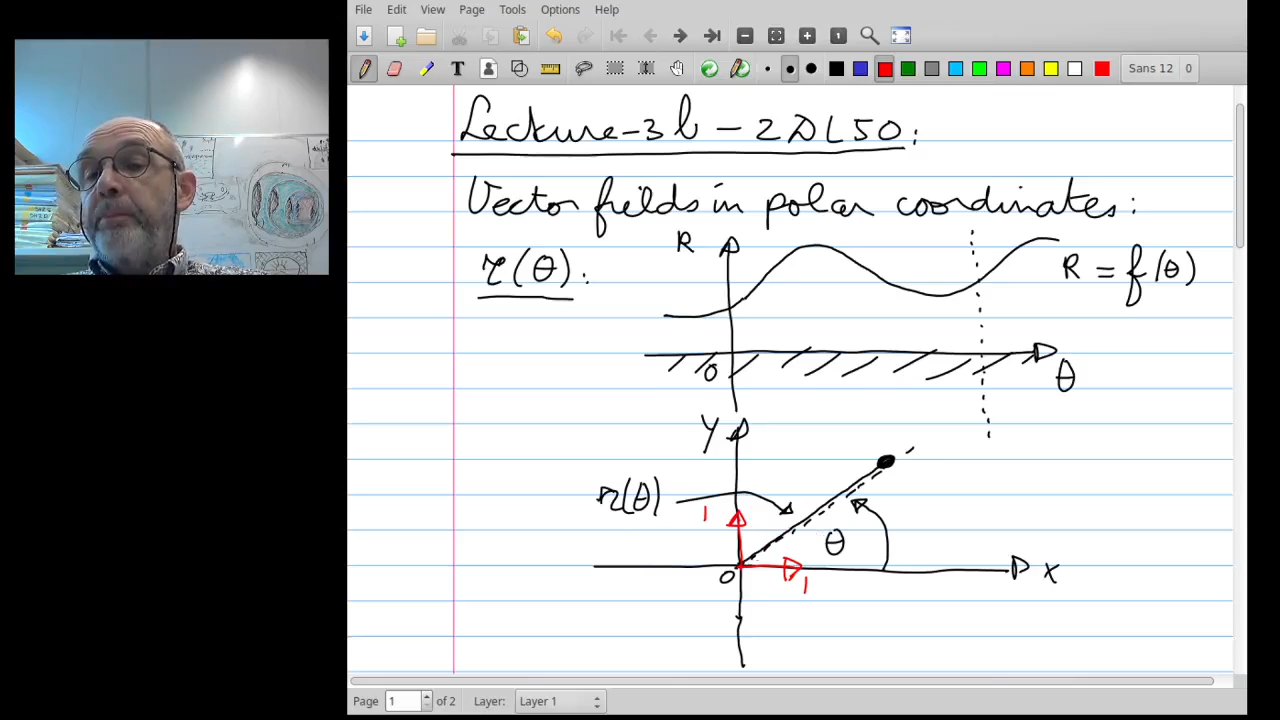 File Edit View Page Tools Options Help
Sans 12 0
Lecture-3b - 2DL50:
Vector fields in polar coordinates:
r(θ):
R
R = f(θ)
0
θ
Y
r(θ)
1
θ
0
1
X
Page 1 of 2 Layer: Layer 1